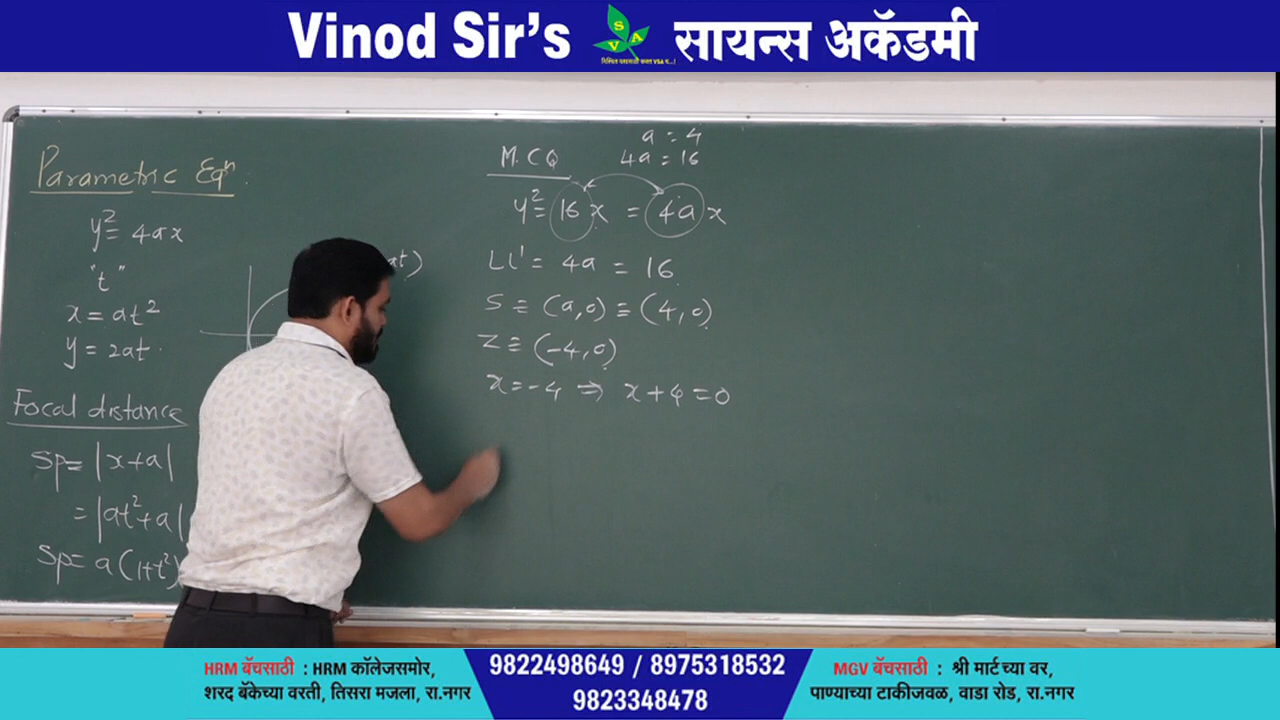 Vinod Sir's VSA सायन्स अकॅडमी
Parametric Eqⁿ.
y² = 4ax
"t"
x = at²
y = 2at.
Focal distance
SP = |x+a|
= |at²+a|
SP = a(1+t²)
at)
M.C.Q
a = 4
4a = 16
y² = 16x = 4ax
LL' = 4a = 16
S ≡ (a,0) ≡ (4,0)
Z ≡ (-4,0)
x = -4 ⇒ x+4 = 0
HRM बॅचसाठी : HRM कॉलेजसमोर,
शरद बँकेच्या वरती, तिसरा मजला, रा.नगर
9822498649 / 8975318532
9823348478
MGV बॅचसाठी : श्री मार्टच्या वर,
पाण्याच्या टाकीजवळ, वाडा रोड, रा.नगर